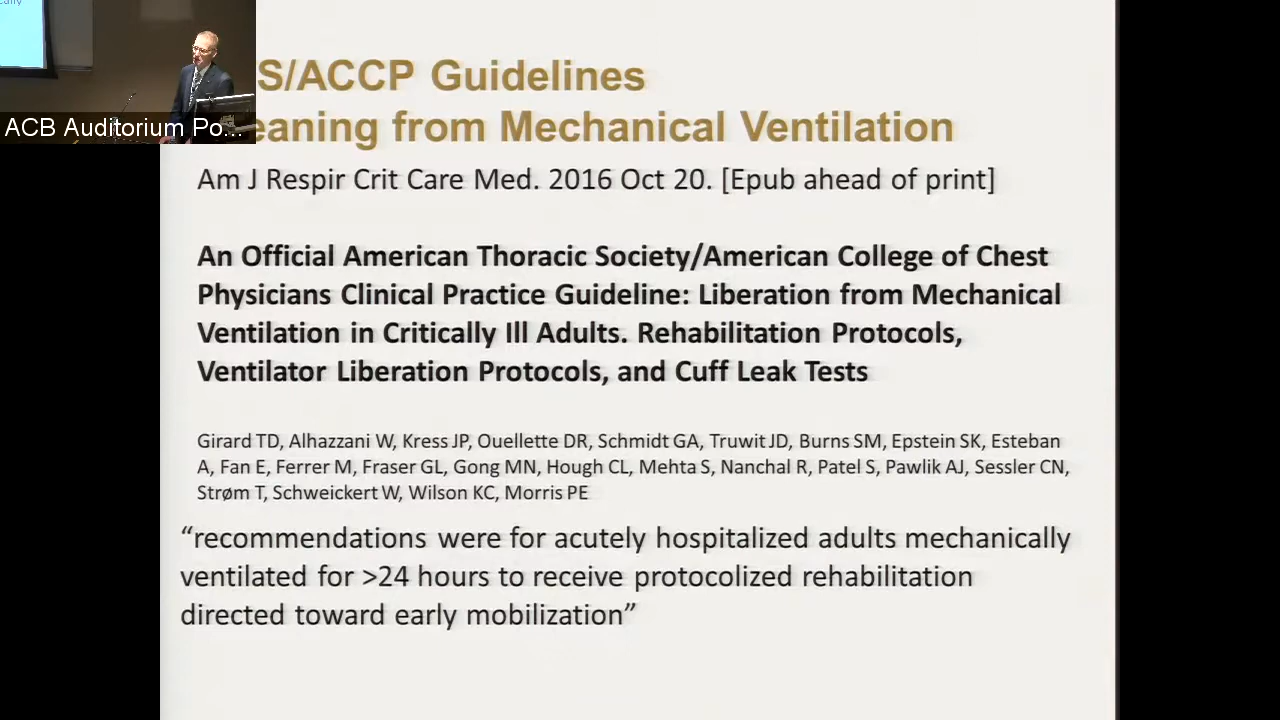 S/ACCP Guidelines
ACB Auditorium Po...
eaning from Mechanical Ventilation
Am J Respir Crit Care Med. 2016 Oct 20. [Epub ahead of print]
An Official American Thoracic Society/American College of Chest
Physicians Clinical Practice Guideline: Liberation from Mechanical
Ventilation in Critically Ill Adults. Rehabilitation Protocols,
Ventilator Liberation Protocols, and Cuff Leak Tests
Girard TD, Alhazzani W, Kress JP, Ouellette DR, Schmidt GA, Truwit JD, Burns SM, Epstein SK, Esteban
A, Fan E, Ferrer M, Fraser GL, Gong MN, Hough CL, Mehta S, Nanchal R, Patel S, Pawlik AJ, Sessler CN,
Strøm T, Schweickert W, Wilson KC, Morris PE
“recommendations were for acutely hospitalized adults mechanically
ventilated for >24 hours to receive protocolized rehabilitation
directed toward early mobilization”